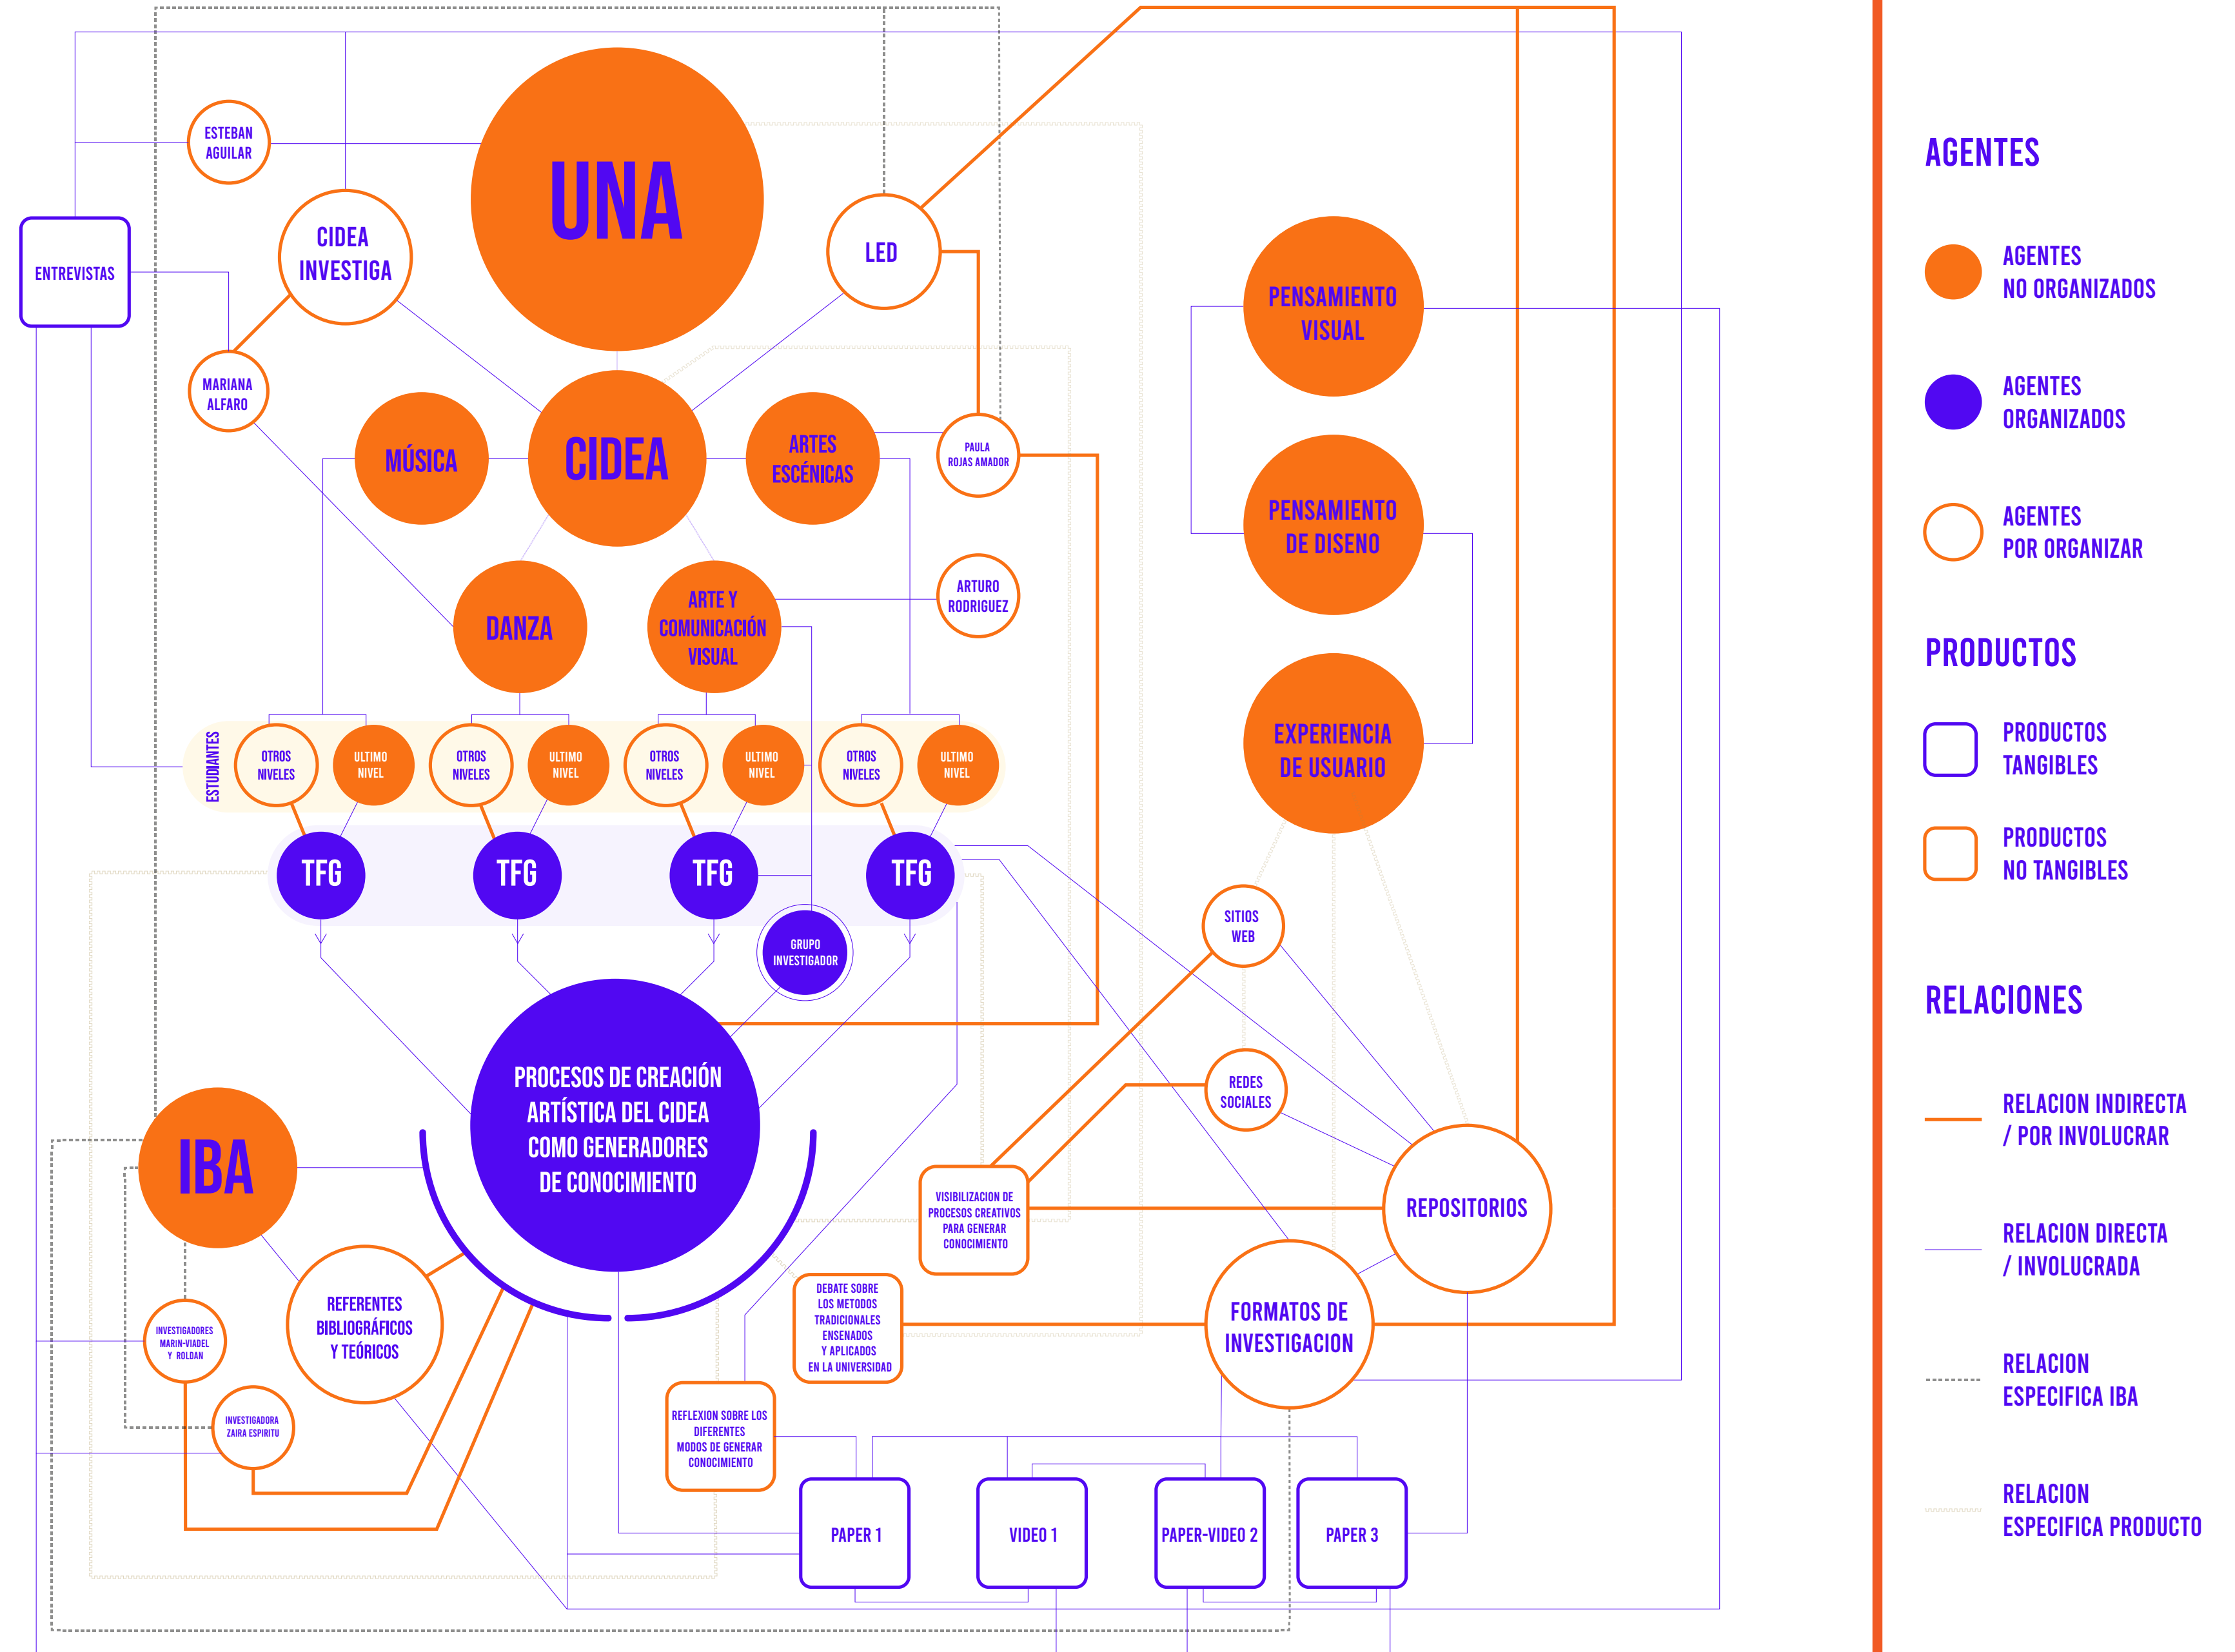 ESTEBAN
AGUILAR
UNA
CIDEA
INVESTIGA
LED
ENTREVISTAS
MARIANA
ALFARO
MÚSICA
CIDEA
ARTES
ESCÉNICAS
PAULA
ROJAS AMADOR
DANZA
ARTE Y
COMUNICACIÓN
VISUAL
ARTURO
RODRIGUEZ
ESTUDIANTES
OTROS
NIVELES
ULTIMO
NIVEL
OTROS
NIVELES
ULTIMO
NIVEL
OTROS
NIVELES
ULTIMO
NIVEL
OTROS
NIVELES
ULTIMO
NIVEL
TFG
TFG
TFG
TFG
GRUPO
INVESTIGADOR
PROCESOS DE CREACIÓN
ARTÍSTICA DEL CIDEA
COMO GENERADORES
DE CONOCIMIENTO
IBA
REFERENTES
BIBLIOGRÁFICOS
Y TEÓRICOS
INVESTIGADORES
MARIN-VIADEL
Y ROLDAN
INVESTIGADORA
ZAIRA ESPIRITU
PENSAMIENTO
VISUAL
PENSAMIENTO
DE DISENO
EXPERIENCIA
DE USUARIO
SITIOS
WEB
REDES
SOCIALES
REPOSITORIOS
FORMATOS DE
INVESTIGACION
VISIBILIZACION DE
PROCESOS CREATIVOS
PARA GENERAR
CONOCIMIENTO
DEBATE SOBRE
LOS METODOS
TRADICIONALES
ENSENADOS
Y APLICADOS
EN LA UNIVERSIDAD
REFLEXION SOBRE LOS
DIFERENTES
MODOS DE GENERAR
CONOCIMIENTO
PAPER 1
VIDEO 1
PAPER-VIDEO 2
PAPER 3
AGENTES
AGENTES
NO ORGANIZADOS
AGENTES
ORGANIZADOS
AGENTES
POR ORGANIZAR
PRODUCTOS
PRODUCTOS
TANGIBLES
PRODUCTOS
NO TANGIBLES
RELACIONES
RELACION INDIRECTA
/ POR INVOLUCRAR
RELACION DIRECTA
/ INVOLUCRADA
RELACION
ESPECIFICA IBA
RELACION
ESPECIFICA PRODUCTO